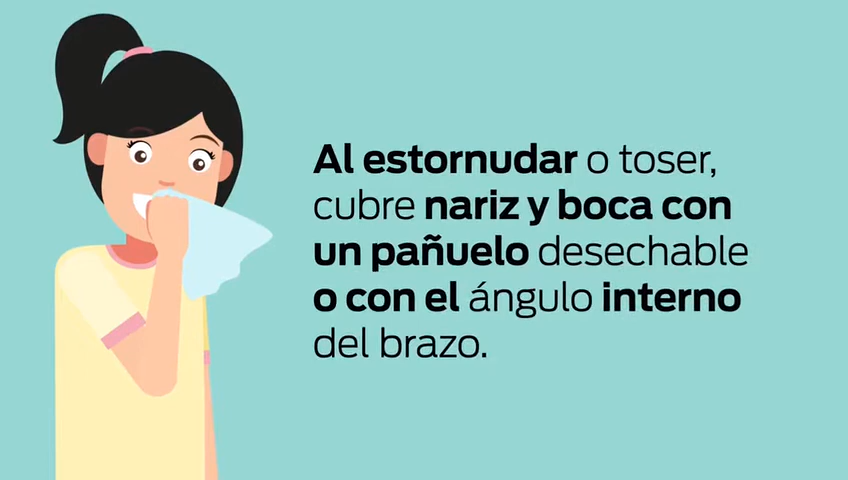 Al estornudar o toser,
cubre nariz y boca con
un pañuelo desechable
o con el ángulo interno
del brazo.